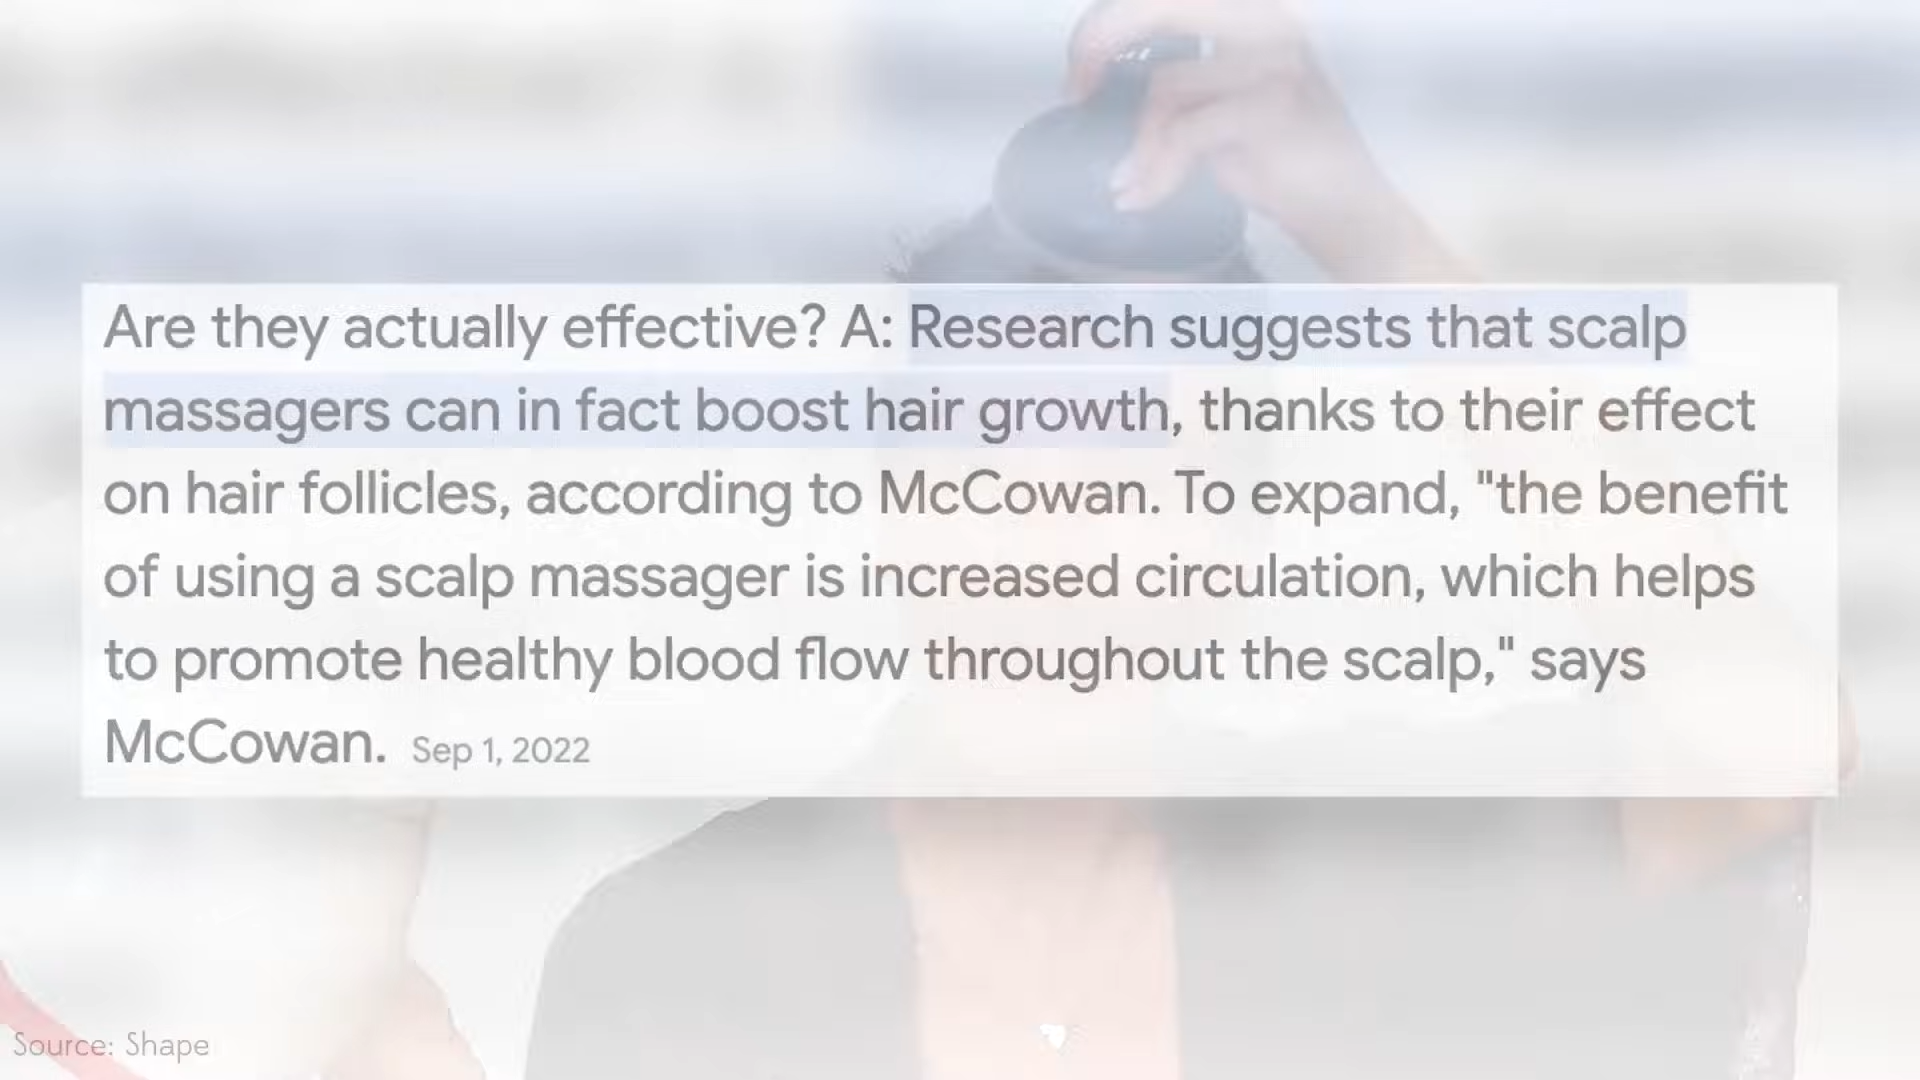 Are they actually effective? A: Research suggests that scalp
massagers can in fact boost hair growth, thanks to their effect
on hair follicles, according to McCowan. To expand, "the benefit
of using a scalp massager is increased circulation, which helps
to promote healthy blood flow throughout the scalp," says
McCowan. Sep 1, 2022
Source: Shape